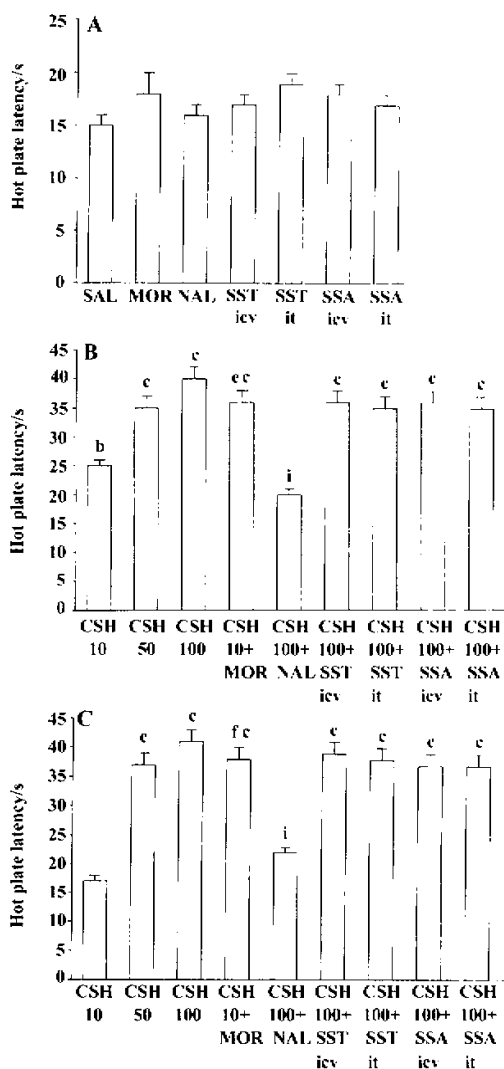 A
Hot plate latency/s
25
20
15
10
5
0
SAL MOR NAL SST SST SSA SSA
icv it icv it
B
Hot plate latency/s
45
40
35
30
25
20
15
10
5
0
b c c e c i c c c c
CSH CSH CSH CSH CSH CSH CSH CSH CSH
10 50 100 10+ 100+ 100+ 100+ 100+ 100+
MOR NAL SST SST SSA SSA
icv it icv it
C
Hot plate latency/s
45
40
35
30
25
20
15
10
5
0
c c f c i c c c c
CSH CSH CSH CSH CSH CSH CSH CSH CSH
10 50 100 10+ 100+ 100+ 100+ 100+ 100+
MOR NAL SST SST SSA SSA
icv it icv it